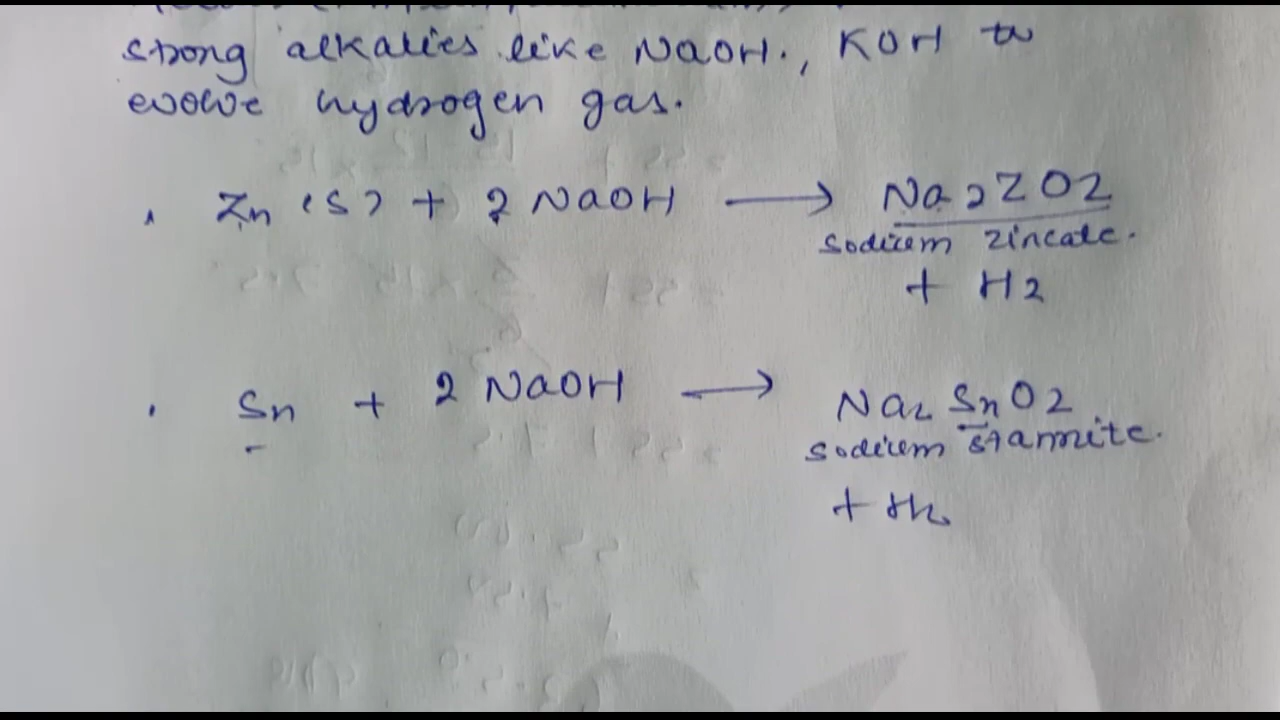 strong alkalies like NaOH., KOH to
evolve hydrogen gas.
Zn (s) + 2 NaOH ⟶ Na2ZO2
sodium zincate.
+ H2
Sn + 2 NaOH ⟶ Na2SnO2
sodium stannite.
+ H2